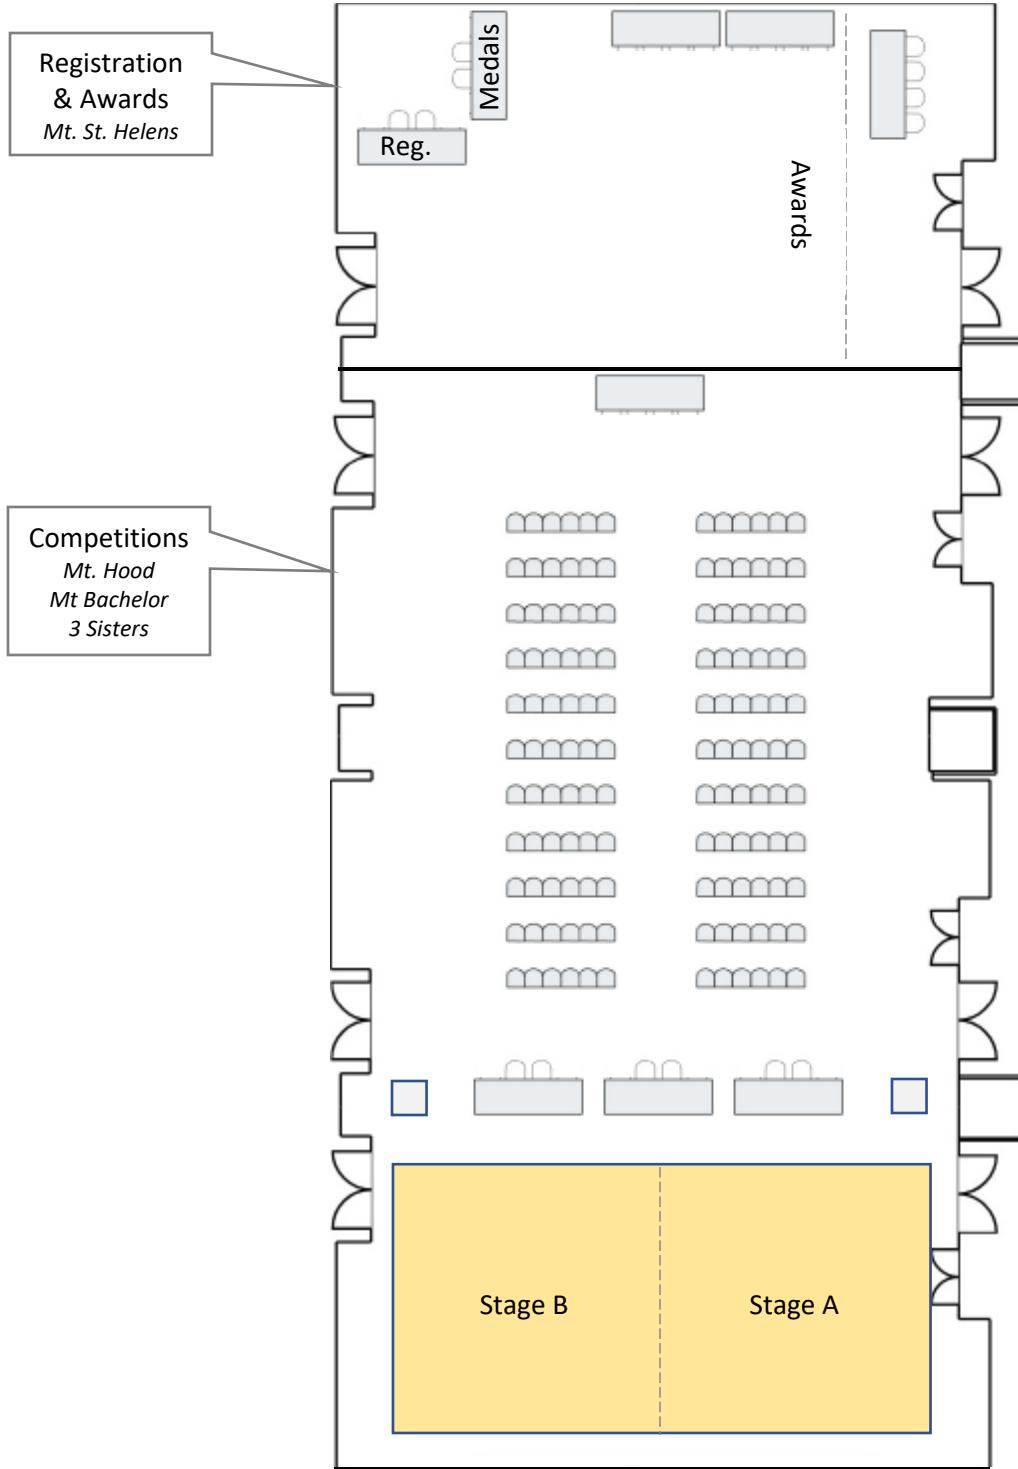 Registration
& Awards
Mt. St. Helens
Medals
Reg.
Awards
Competitions
Mt. Hood
Mt Bachelor
3 Sisters
Stage B
Stage A